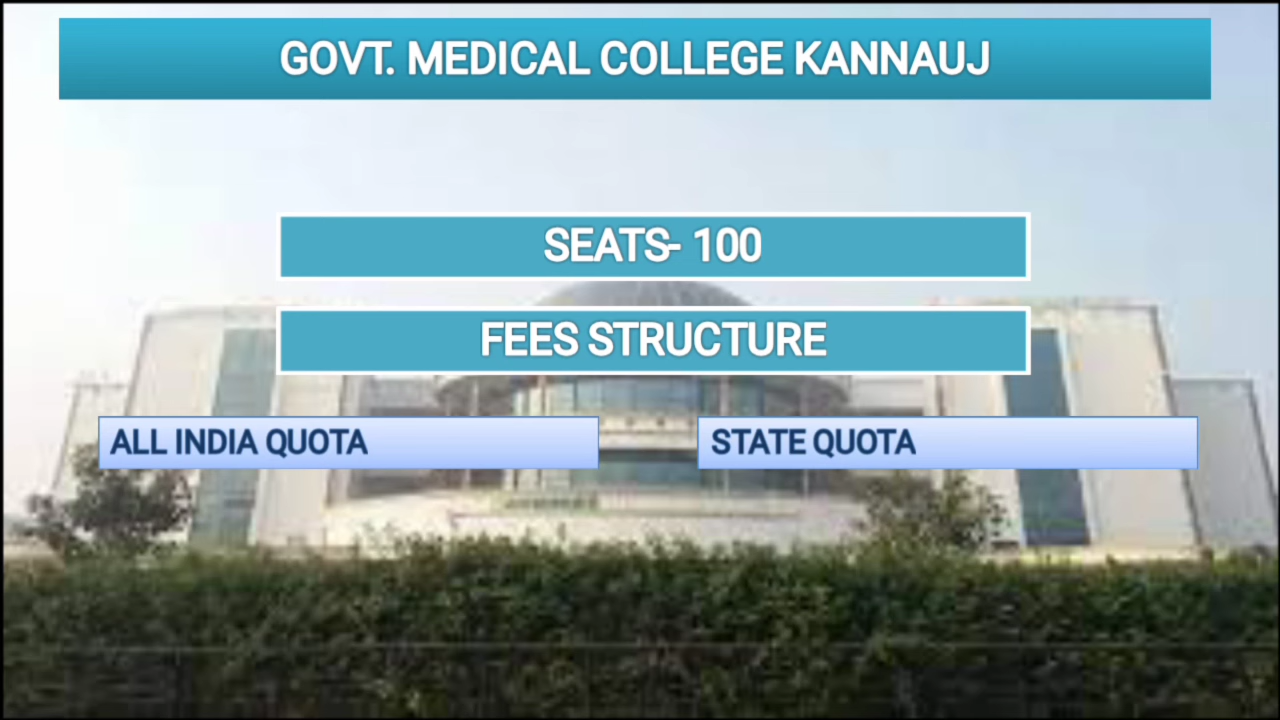 GOVT. MEDICAL COLLEGE KANNAUJ
SEATS- 100
FEES STRUCTURE
ALL INDIA QUOTA
STATE QUOTA